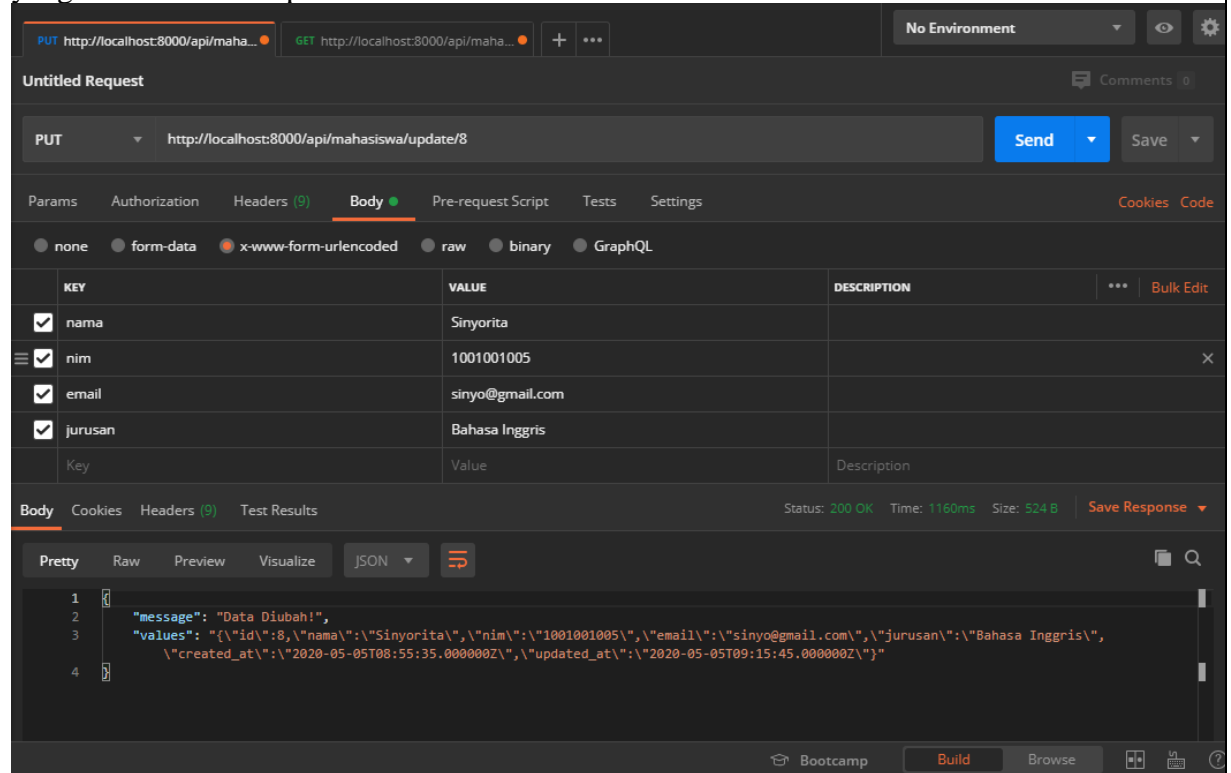 PUT http://localhost:8000/api/maha... GET http://localhost:8000/api/maha... + ••• No Environment
Untitled Request Comments 0
PUT http://localhost:8000/api/mahasiswa/update/8 Send Save
Params Authorization Headers (9) Body Pre-request Script Tests Settings Cookies Code
none form-data x-www-form-urlencoded raw binary GraphQL
KEY VALUE DESCRIPTION ••• Bulk Edit
nama Sinyorita
nim 1001001005
email sinyo@gmail.com
jurusan Bahasa Inggris
Key Value Description
Body Cookies Headers (9) Test Results Status: 200 OK Time: 1160ms Size: 524 B Save Response
Pretty Raw Preview Visualize JSON
1 {
2 "message": "Data Diubah!",
3 "values": "{\"id\":8,\"nama\":\"Sinyorita\",\"nim\":\"1001001005\",\"email\":\"sinyo@gmail.com\",\"jurusan\":\"Bahasa Inggris\",
\"created_at\":\"2020-05-05T08:55:35.000000Z\",\"updated_at\":\"2020-05-05T09:15:45.000000Z\"}"
4 }
Bootcamp Build Browse